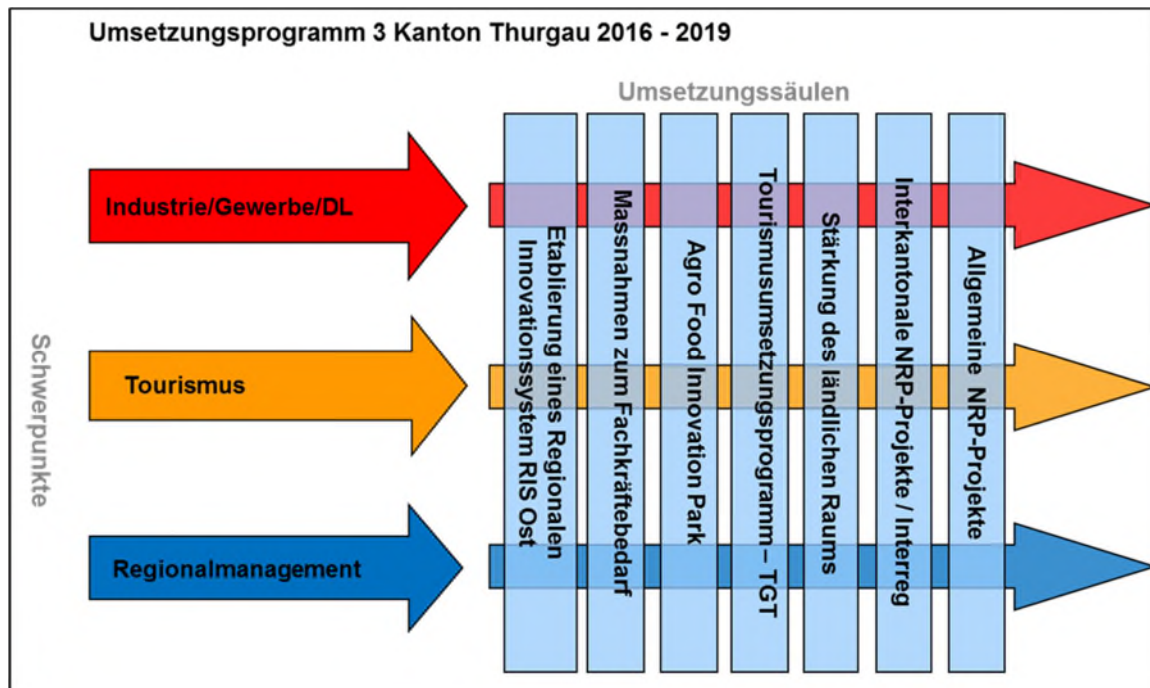 Umsetzungsprogramm 3 Kanton Thurgau 2016 - 2019
Umsetzungssäulen
Schwerpunkte
Industrie/Gewerbe/DL
Tourismus
Regionalmanagement
Etablierung eines Regionalen
Innovationssystem RIS Ost
Massnahmen zum Fachkräftebedarf
Agro Food Innovation Park
Tourismusumsetzungsprogramm – TGT
Stärkung des ländlichen Raums
Interkantonale NRP-Projekte / Interreg
Allgemeine NRP-Projekte